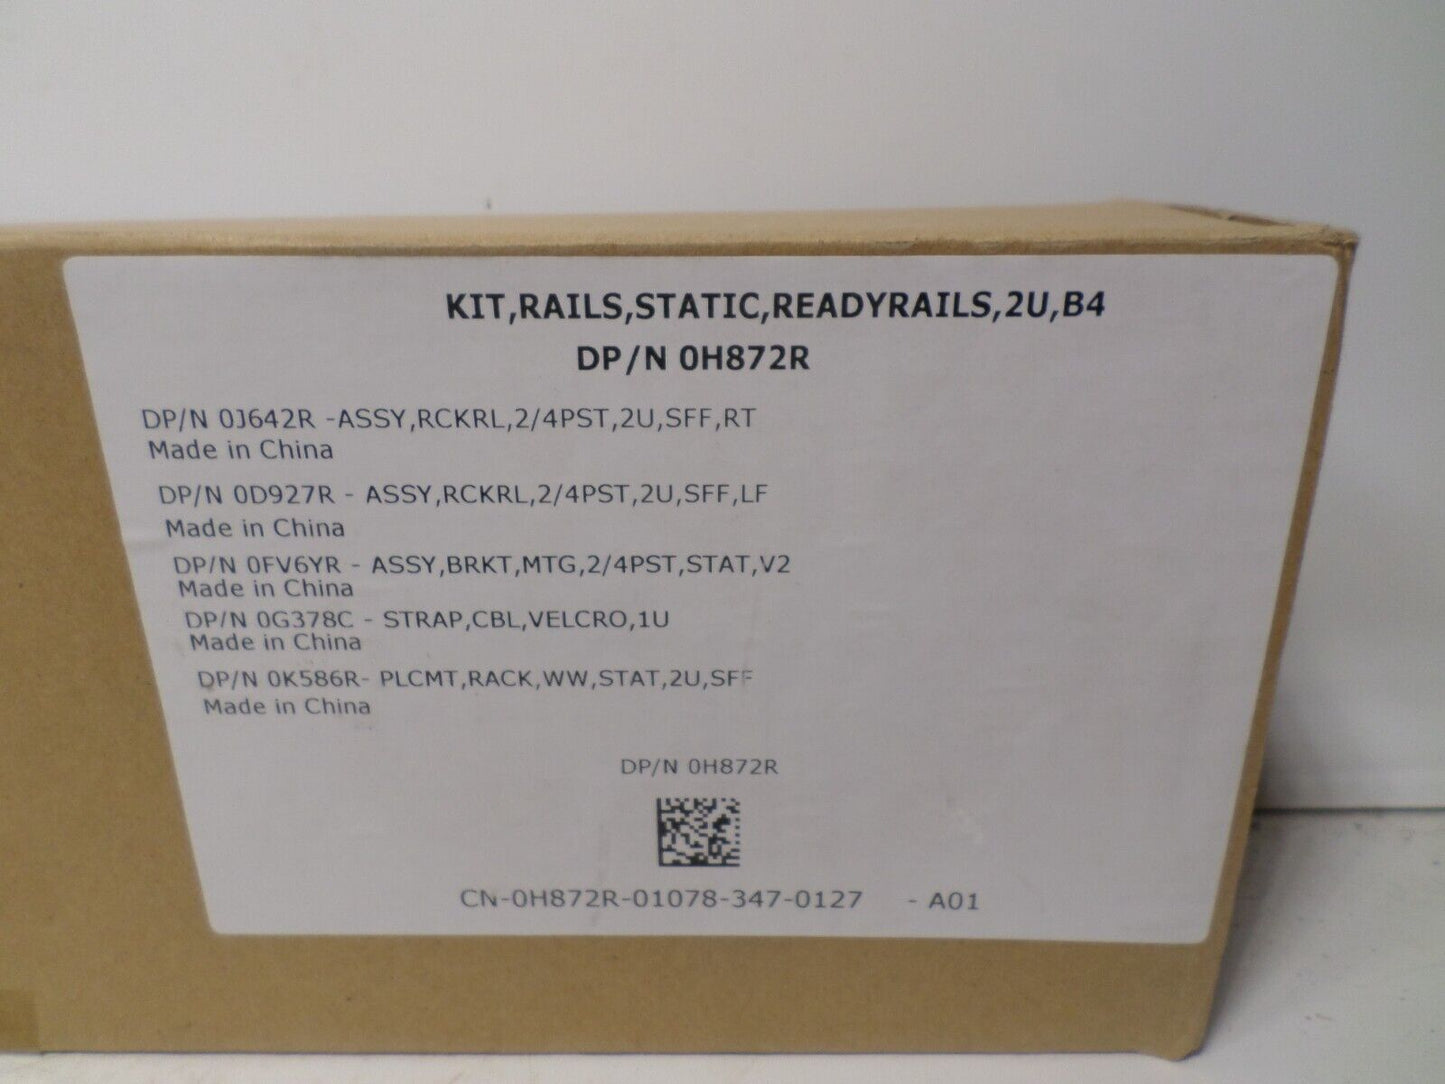 KIT,RAILS,STATIC,READYRAILS,2U,B4
DP/N 0H872R
DP/N 0J642R -ASSY,RCKRL,2/4PST,2U,SFF,RT
Made in China
DP/N 0D927R - ASSY,RCKRL,2/4PST,2U,SFF,LF
Made in China
DP/N 0FV6YR - ASSY,BRKT,MTG,2/4PST,STAT,V2
Made in China
DP/N 0G378C - STRAP,CBL,VELCRO,1U
Made in China
DP/N 0K586R- PLCMT,RACK,WW,STAT,2U,SFF
Made in China
DP/N 0H872R
CN-0H872R-01078-347-0127 - A01